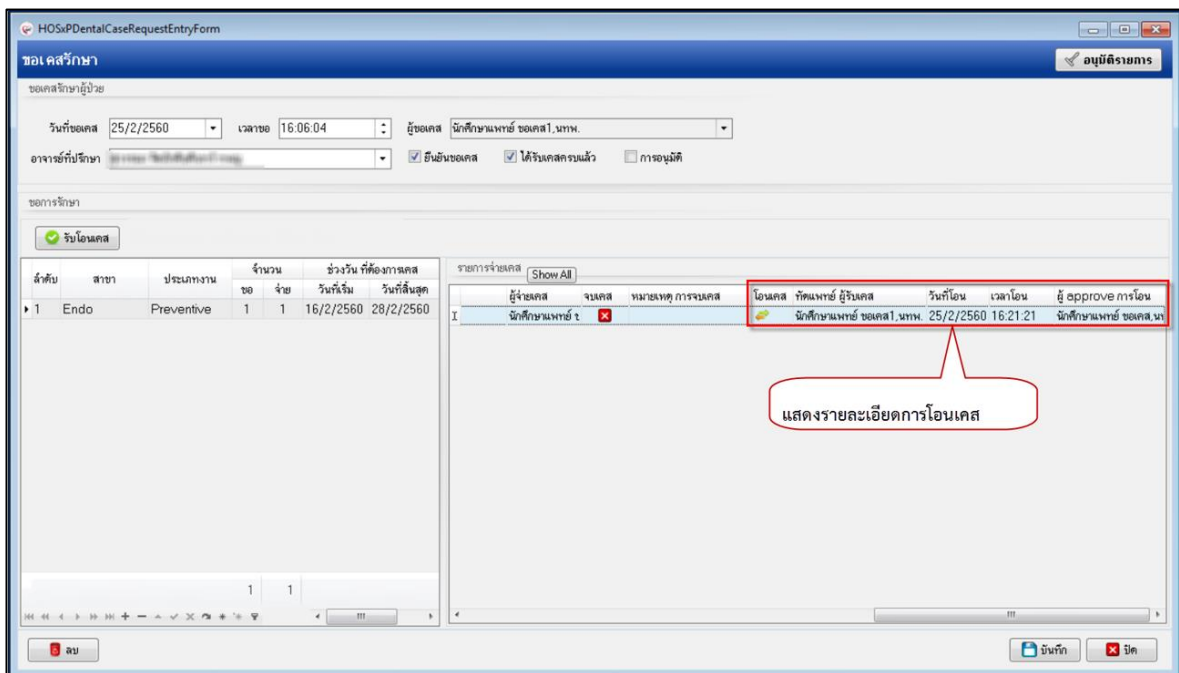 HOSxPDentalCaseRequestEntryForm
ขอเคสรักษา
อนุมัติรายการ
ขอเคสรักษาผู้ป่วย
วันที่ขอเคส 25/2/2560 เวลาขอ 16:06:04 ผู้ขอเคส นักศึกษาแพทย์ ขอเคส1,นทพ.
อาจารย์ที่ปรึกษา ยืนยันขอเคส ได้รับเคสครบแล้ว การอนุมัติ
ขอการรักษา
รับโอนเคส
ลำดับ สาขา ประเภทงาน จำนวน ช่วงวัน ที่ต้องการเคส
ขอ จ่าย วันที่เริ่ม วันที่สิ้นสุด
1 Endo Preventive 1 1 16/2/2560 28/2/2560
1 1
รายการจ่ายเคส Show All
ผู้จ่ายเคส จบเคส หมายเหตุ การจบเคส โอนเคส ทัตแพทย์ ผู้รับเคส วันที่โอน เวลาโอน ผู้ approve การโอน
นักศึกษาแพทย์ นักศึกษาแพทย์ ขอเคส1,นทพ. 25/2/2560 16:21:21 นักศึกษาแพทย์ ขอเคส,นท
แสดงรายละเอียดการโอนเคส
ลบ
บันทึก ปิด